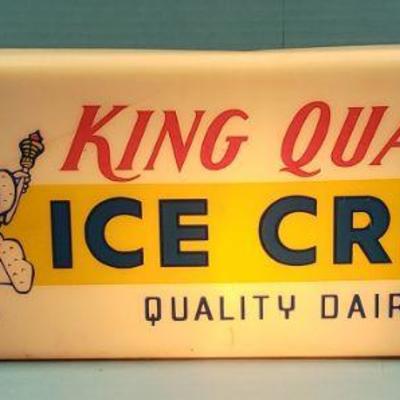 KING QUA
ICE CR
QUALITY DAIR